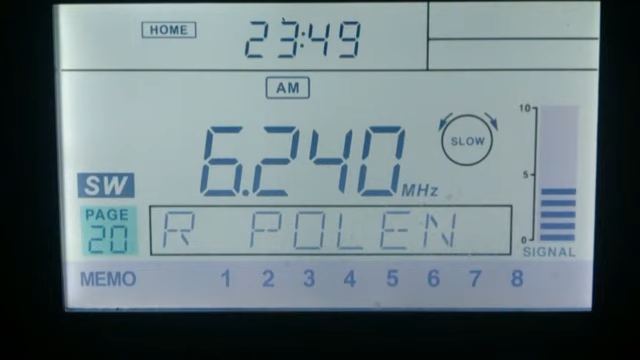 HOME 23:49
AM
6.240 MHz
SLOW
10
5
0
SIGNAL
SW
PAGE
20
R POLEN
MEMO 1 2 3 4 5 6 7 8